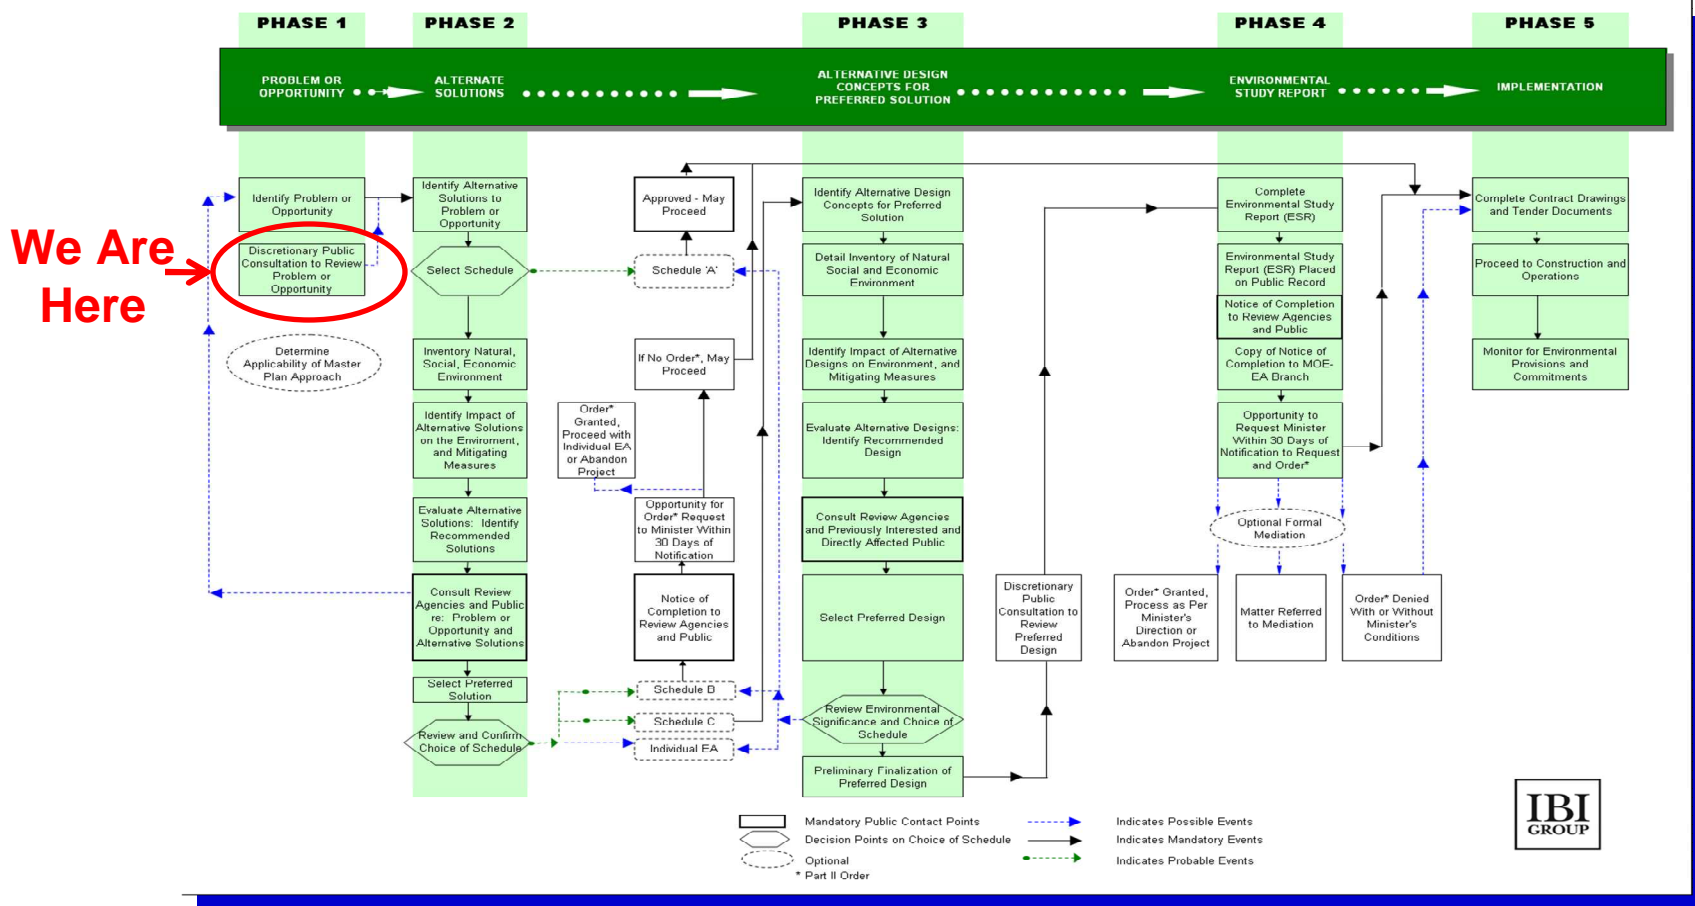 PHASE 1
PHASE 2
PHASE 3
PHASE 4
PHASE 5
PROBLEM OR
OPPORTUNITY
ALTERNATE
SOLUTIONS
ALTERNATIVE DESIGN
CONCEPTS FOR
PREFERRED SOLUTION
ENVIRONMENTAL
STUDY REPORT
IMPLEMENTATION
We Are
Here
Identify Problem or
Opportunity
Discretionary Public
Consultation to Review
Problem or
Opportunity
Determine
Applicability of Master
Plan Approach
Identify Alternative
Solutions to
Problem or
Opportunity
Select Schedule
Inventory Natural,
Social, Economic
Environment
Identify Impact of
Alternative Solutions
on the Enviroment,
and Mitigating
Measures
Evaluate Alternative
Solutions: Identify
Recommended
Solutions
Consult Review
Agencies and Public
re: Problem or
Opportunity and
Alternative Solutions
Select Preferred
Solution
Review and Confirm
Choice of Schedule
Approved - May
Proceed
Schedule 'A'
If No Order*, May
Proceed
Order*
Granted,
Proceed with
Individual EA
or Abandon
Project
Opportunity for
Order* Request
to Minister Within
30 Days of
Notification
Notice of
Completion to
Review Agencies
and Public
Schedule B
Schedule C
Individual EA
Identify Alternative Design
Concepts for Preferred
Solution
Detail Inventory of Natural
Social and Economic
Environment
Identify Impact of Alternative
Designs on Environment, and
Mitigating Measures
Evaluate Alternative Designs:
Identify Recommended
Design
Consult Review Agencies
and Previously Interested and
Directly Affected Public
Select Preferred Design
Review Environmental
Significance and Choice of
Schedule
Preliminary Finalization of
Preferred Design
Discretionary
Public
Consultation to
Review
Preferred
Design
Complete
Environmental Study
Report (ESR)
Environmental Study
Report (ESR) Placed
on Public Record
Notice of Completion
to Review Agencies
and Public
Copy of Notice of
Completion to MOE-
EA Branch
Opportunity to
Request Minister
Within 30 Days of
Notification to Request
and Order*
Optional Formal
Mediation
Order* Granted,
Process as Per
Minister's
Direction or
Abandon Project
Matter Referred
to Mediation
Order* Denied
With or Without
Minister's
Conditions
Complete Contract Drawings
and Tender Documents
Proceed to Construction and
Operations
Monitor for Environmental
Provisions and
Commitments
Mandatory Public Contact Points
Decision Points on Choice of Schedule
Optional
* Part II Order
Indicates Possible Events
Indicates Mandatory Events
Indicates Probable Events
IBI
GROUP